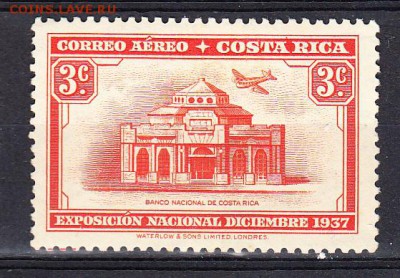 COINS.LAVE.RU
CORREO AÉREO ✦ COSTA RICA
3c 3c.
BANCO NACIONAL DE COSTA RICA
EXPOSICIÓN NACIONAL DICIEMBRE 1937
WATERLOW & SONS LIMITED, LONDRES.